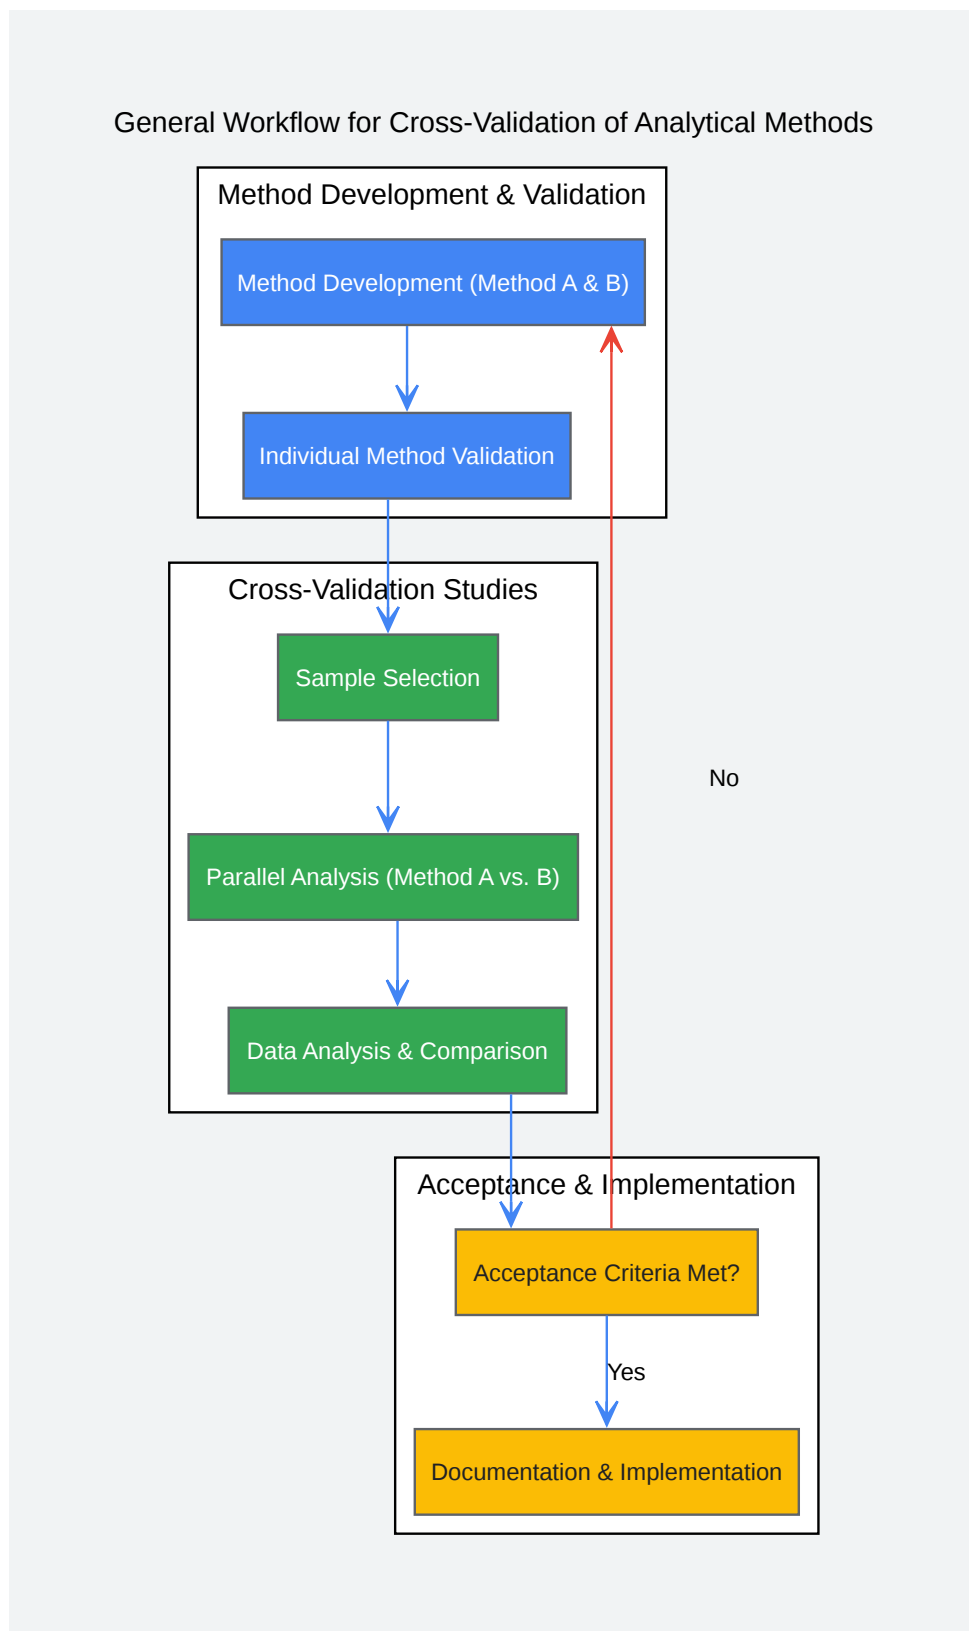 General Workflow for Cross-Validation of Analytical Methods
Method Development & Validation
Method Development (Method A & B)
Individual Method Validation
Cross-Validation Studies
Sample Selection
No
Parallel Analysis (Method A vs. B)
Data Analysis & Comparison
Acceptance & Implementation
Acceptance Criteria Met?
Yes
Documentation & Implementation